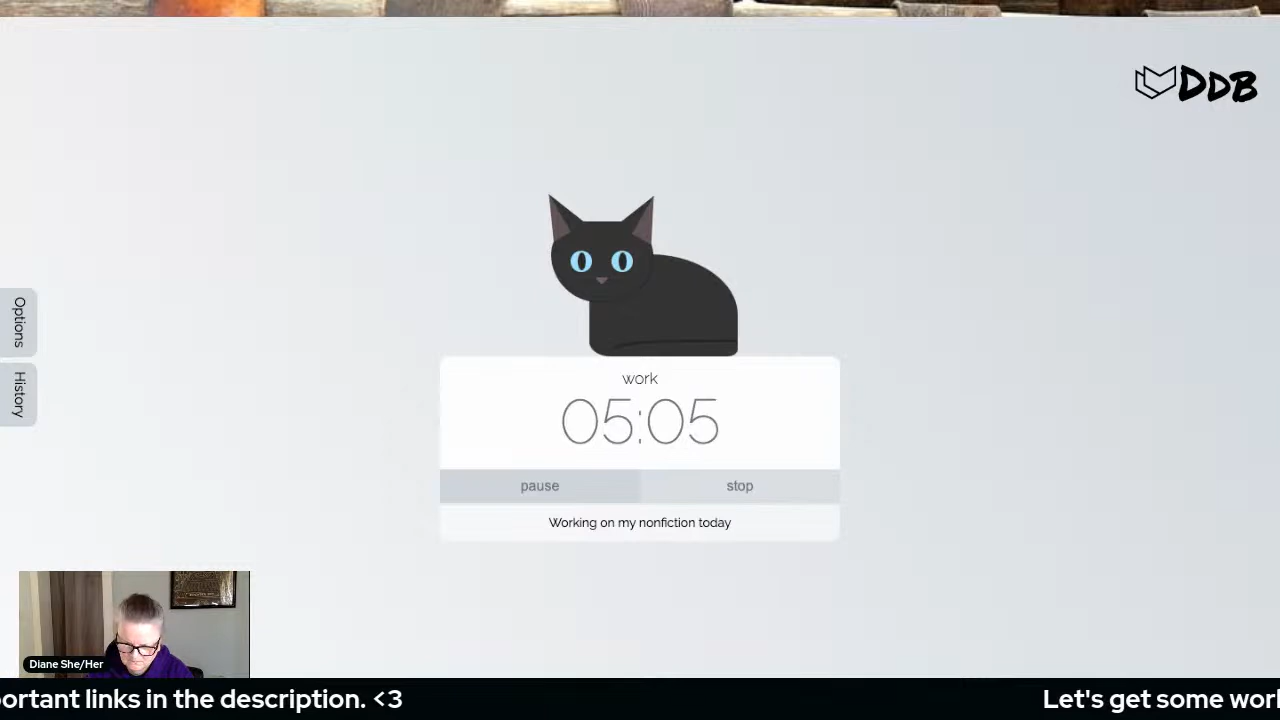 DDB
Options
History
work
05:05
pause
stop
Working on my nonfiction today
Diane She/Her
portant links in the description. <3
Let's get some worl